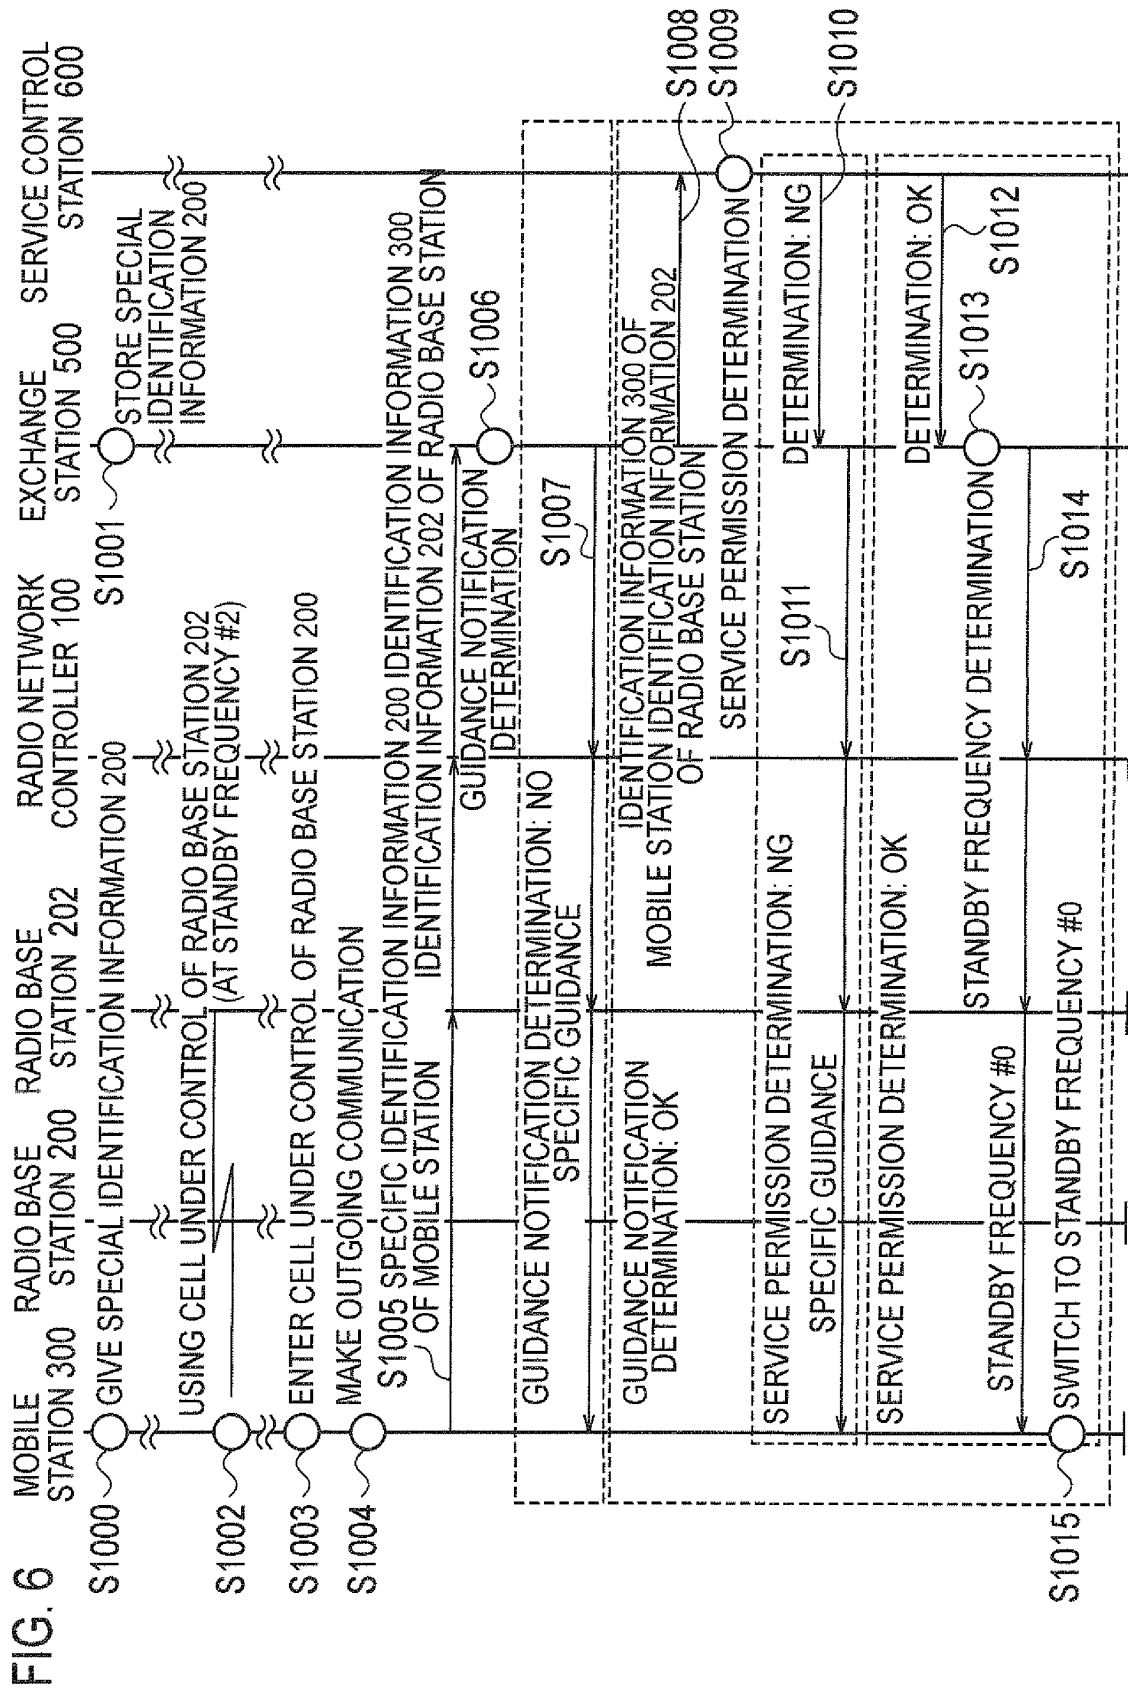 FIG. 6
MOBILE
STATION 300
RADIO BASE
STATION 200
RADIO BASE
STATION 202
RADIO NETWORK
CONTROLLER 100
EXCHANGE
STATION 500
SERVICE CONTROL
STATION 600
S1000
GIVE SPECIAL IDENTIFICATION INFORMATION 200
S1001
STORE SPECIAL
IDENTIFICATION
INFORMATION 200
S1002
USING CELL UNDER CONTROL OF RADIO BASE STATION 202
(AT STANDBY FREQUENCY #2)
S1003
ENTER CELL UNDER CONTROL OF RADIO BASE STATION 200
S1004
MAKE OUTGOING COMMUNICATION
S1005 SPECIFIC IDENTIFICATION INFORMATION 200 IDENTIFICATION INFORMATION 300
OF MOBILE STATION
IDENTIFICATION INFORMATION 202 OF RADIO BASE STATION
GUIDANCE NOTIFICATION
DETERMINATION
S1006
GUIDANCE NOTIFICATION DETERMINATION: NO
SPECIFIC GUIDANCE
S1007
GUIDANCE NOTIFICATION
DETERMINATION: OK
IDENTIFICATION INFORMATION 300 OF
MOBILE STATION IDENTIFICATION INFORMATION 202
OF RADIO BASE STATION
S1008
SERVICE PERMISSION DETERMINATION
S1009
SERVICE PERMISSION DETERMINATION: NG
DETERMINATION: NG
S1010
SPECIFIC GUIDANCE
S1011
SERVICE PERMISSION DETERMINATION: OK
DETERMINATION: OK
S1012
STANDBY FREQUENCY DETERMINATION
S1013
STANDBY FREQUENCY #0
S1014
S1015
SWITCH TO STANDBY FREQUENCY #0